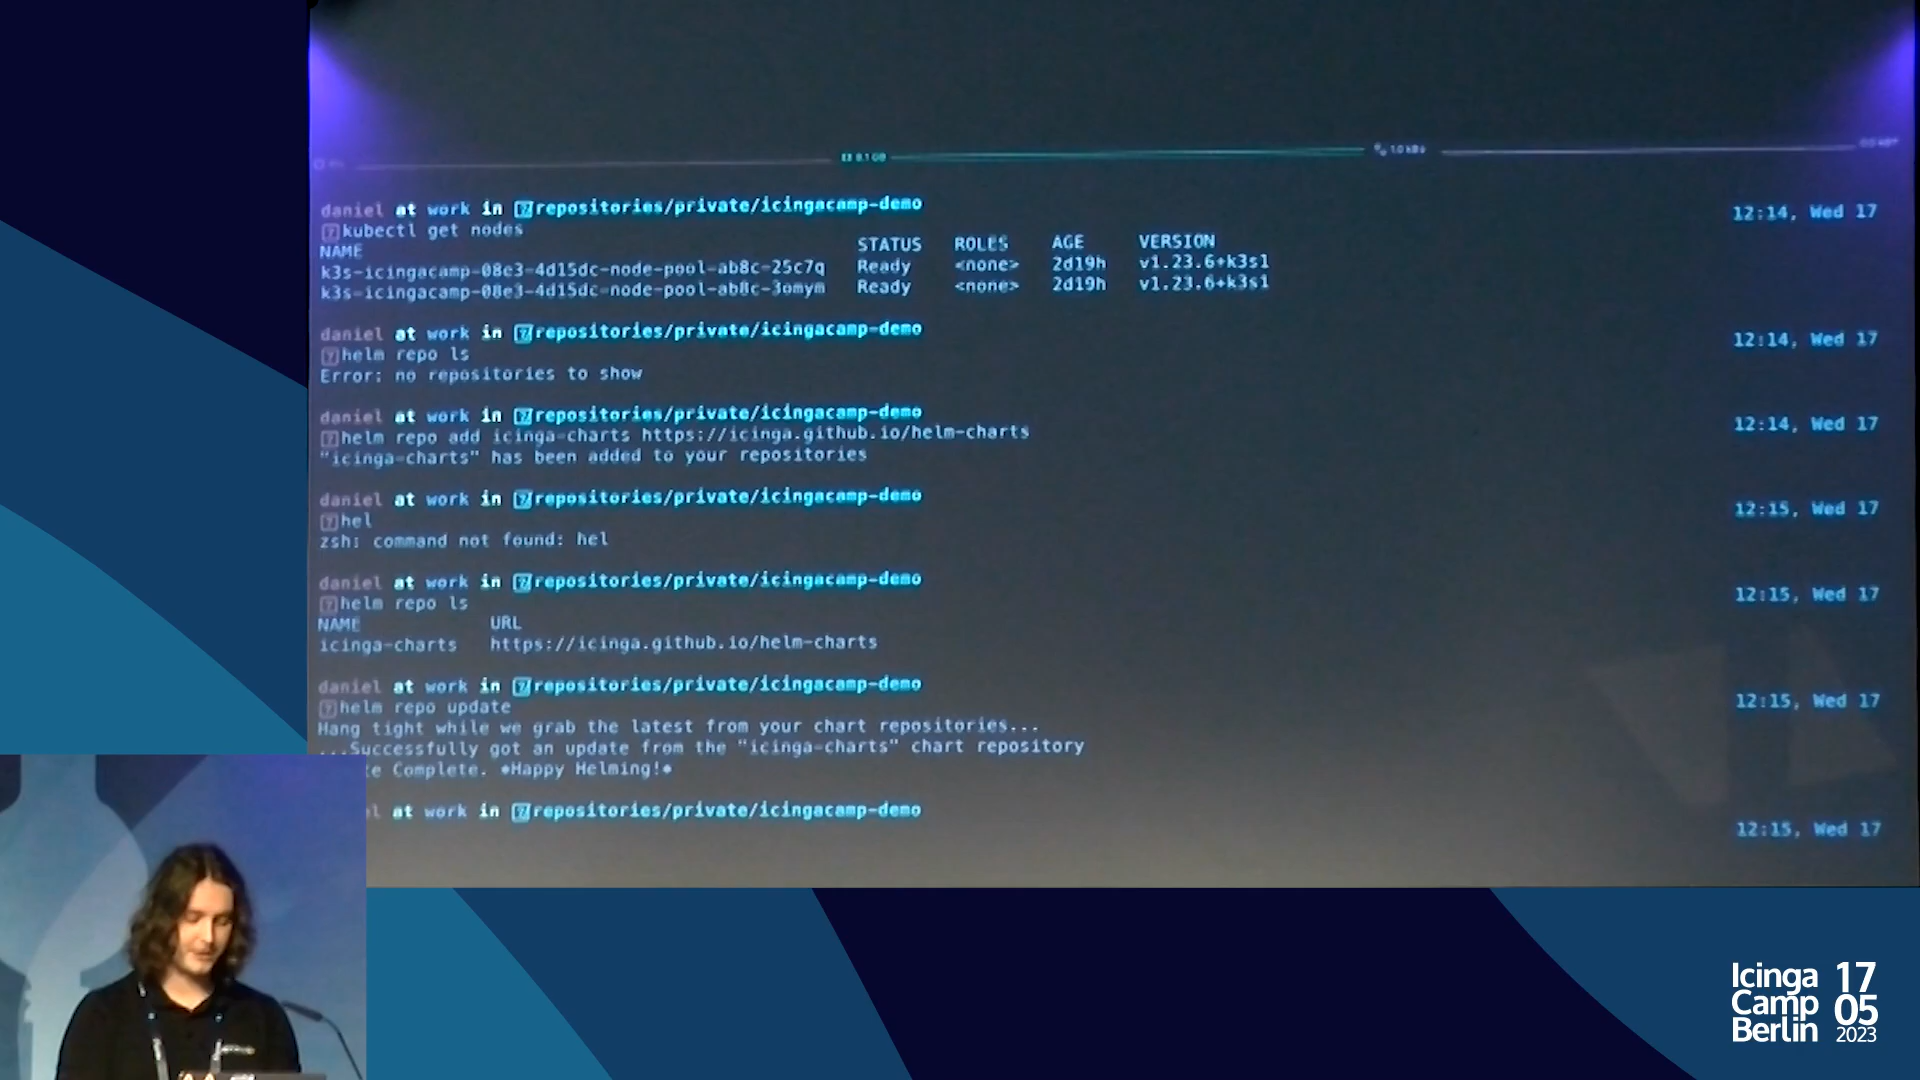 8.1 GB
1.0 kB↓
daniel at work in repositories/private/icingacamp-demo 12:14, Wed 17
kubectl get nodes
NAME STATUS ROLES AGE VERSION
k3s-icingacamp-08e3-4d15dc-node-pool-ab8c-25c7q Ready <none> 2d19h v1.23.6+k3s1
k3s-icingacamp-08e3-4d15dc-node-pool-ab8c-3omym Ready <none> 2d19h v1.23.6+k3s1
daniel at work in repositories/private/icingacamp-demo 12:14, Wed 17
helm repo ls
Error: no repositories to show
daniel at work in repositories/private/icingacamp-demo 12:14, Wed 17
helm repo add icinga-charts https://icinga.github.io/helm-charts
"icinga-charts" has been added to your repositories
daniel at work in repositories/private/icingacamp-demo 12:15, Wed 17
hel
zsh: command not found: hel
daniel at work in repositories/private/icingacamp-demo 12:15, Wed 17
helm repo ls
NAME URL
icinga-charts https://icinga.github.io/helm-charts
daniel at work in repositories/private/icingacamp-demo 12:15, Wed 17
helm repo update
Hang tight while we grab the latest from your chart repositories...
...Successfully got an update from the "icinga-charts" chart repository
te Complete. ⎈Happy Helming!⎈
el at work in repositories/private/icingacamp-demo 12:15, Wed 17
Icinga 17
Camp 05
Berlin 2023